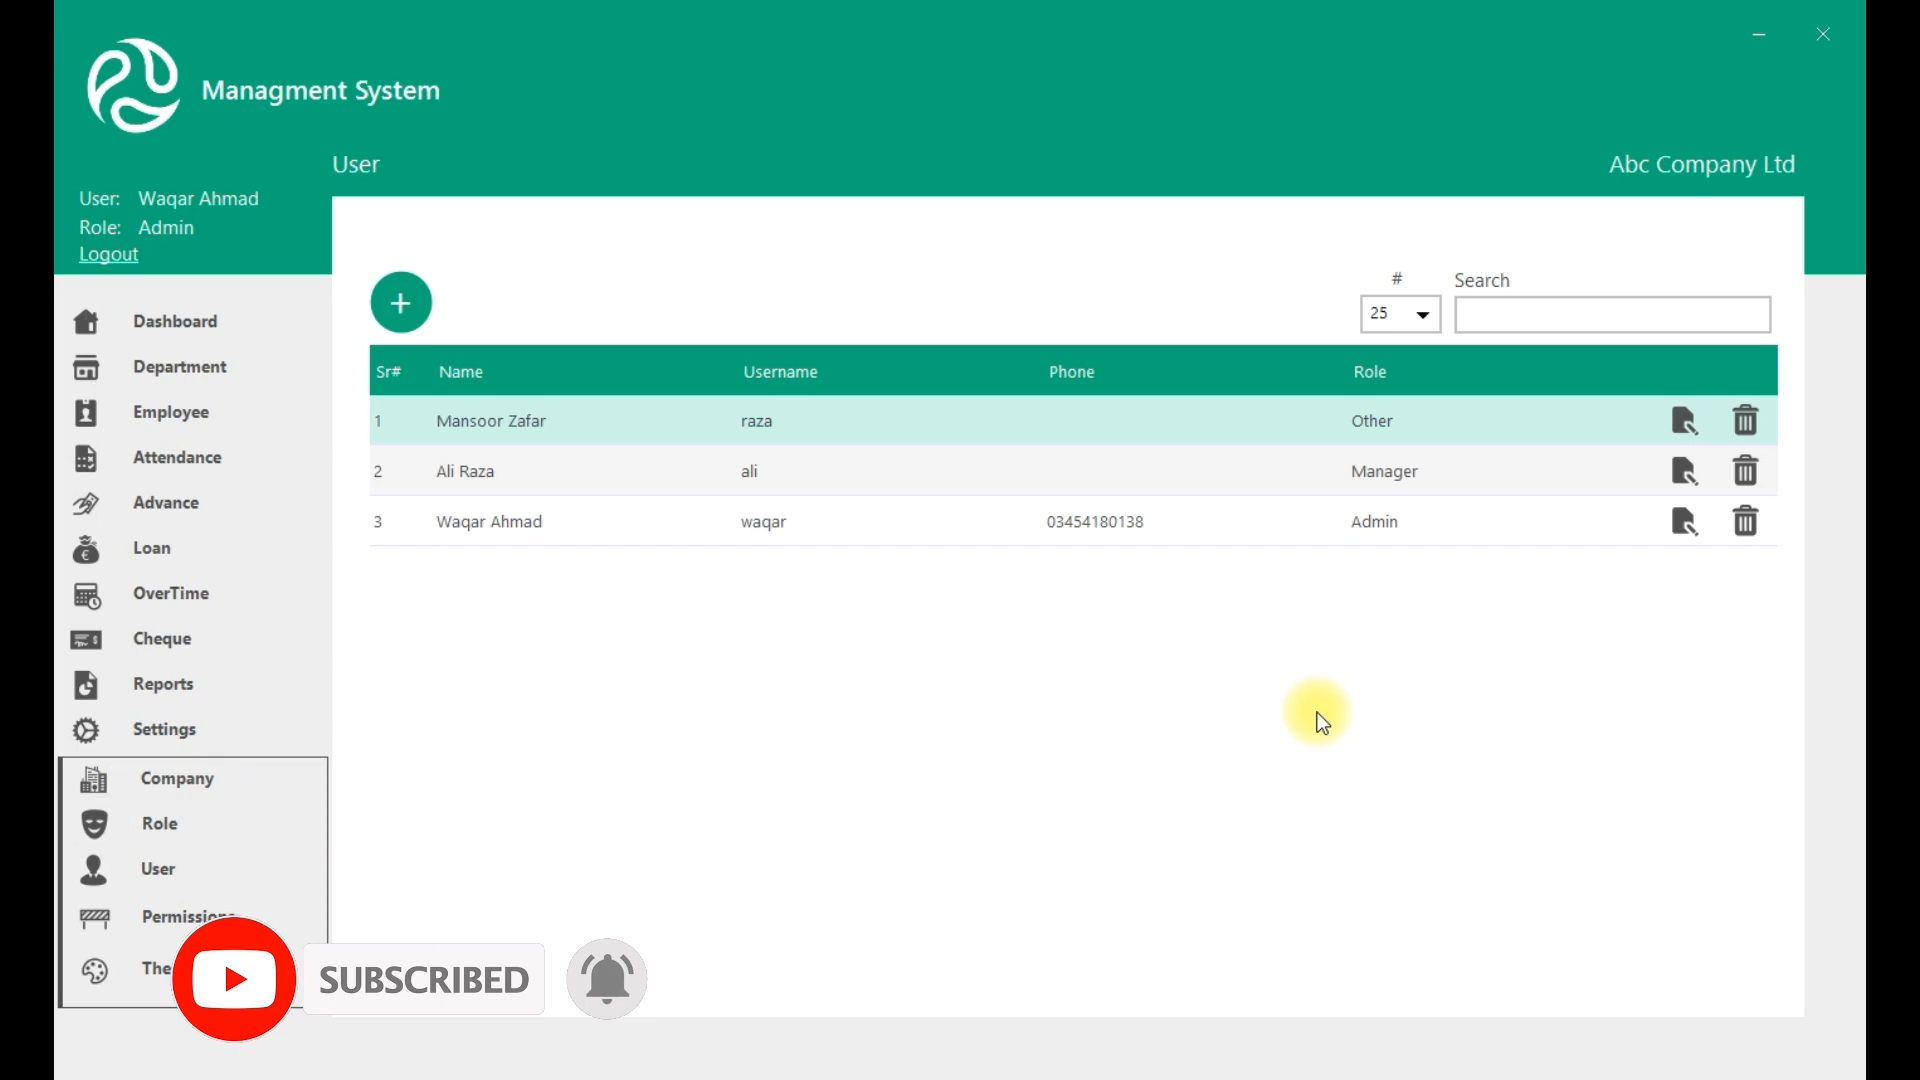 Managment System
User
Abc Company Ltd
User: Waqar Ahmad
Role: Admin
Logout
Dashboard
Department
Employee
Attendance
Advance
Loan
OverTime
Cheque
Reports
Settings
Company
Role
User
Permissions
The
# Search
25
Sr# Name Username Phone Role
1 Mansoor Zafar raza Other
2 Ali Raza ali Manager
3 Waqar Ahmad waqar 03454180138 Admin
SUBSCRIBED